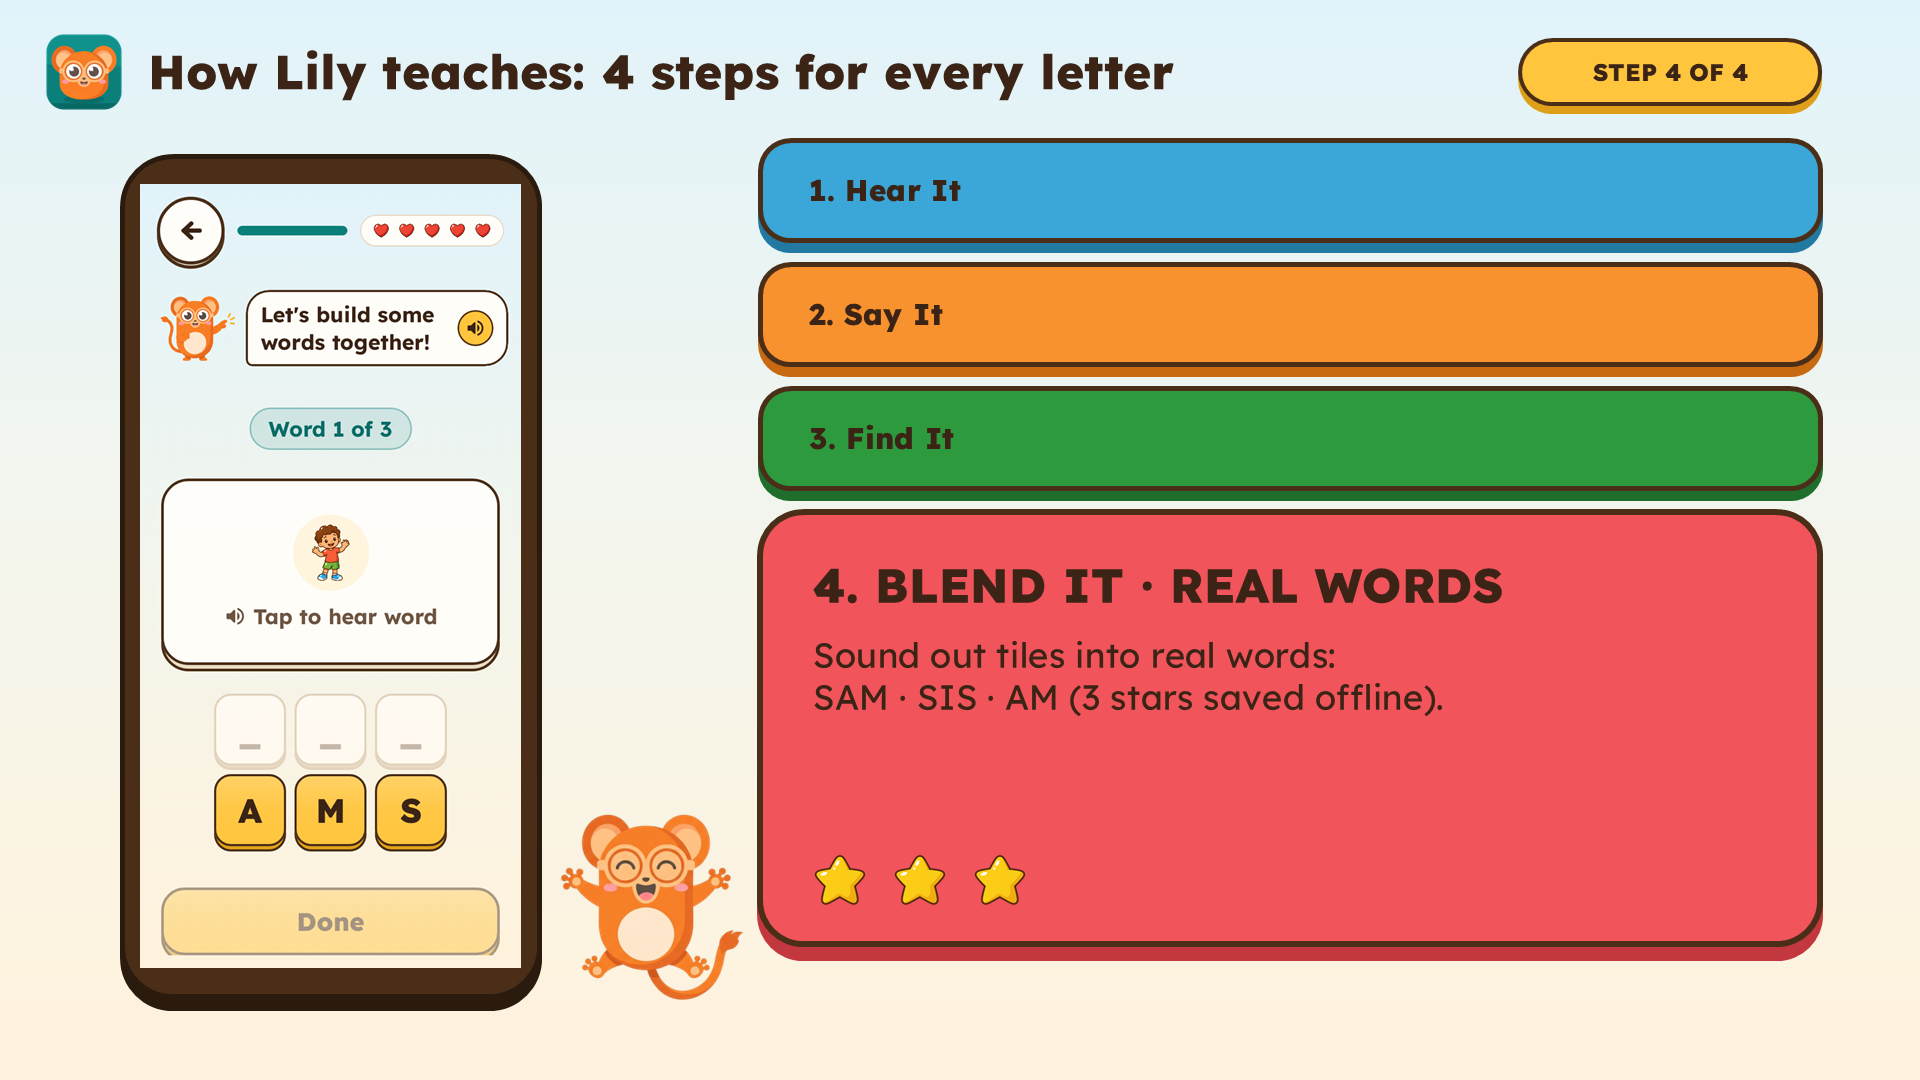 How Lily teaches: 4 steps for every letter
STEP 4 OF 4
Let's build some
words together!
Word 1 of 3
Tap to hear word
_ _ _
A M S
Done
1. Hear It
2. Say It
3. Find It
4. BLEND IT · REAL WORDS
Sound out tiles into real words:
SAM · SIS · AM (3 stars saved offline).